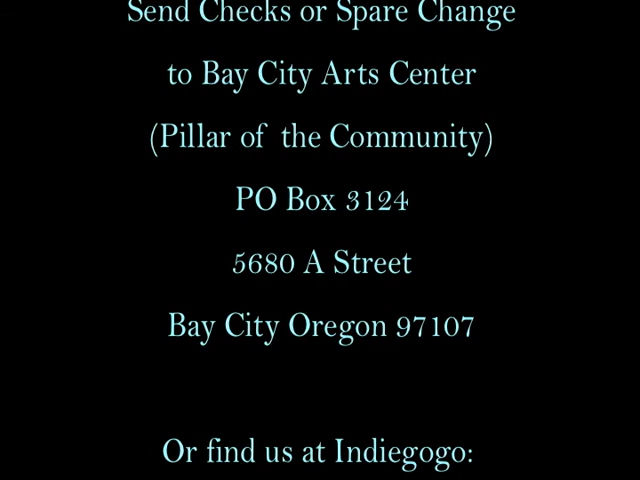 Send Checks or Spare Change
to Bay City Arts Center
(Pillar of the Community)
PO Box 3124
5680 A Street
Bay City Oregon 97107
Or find us at Indiegogo: